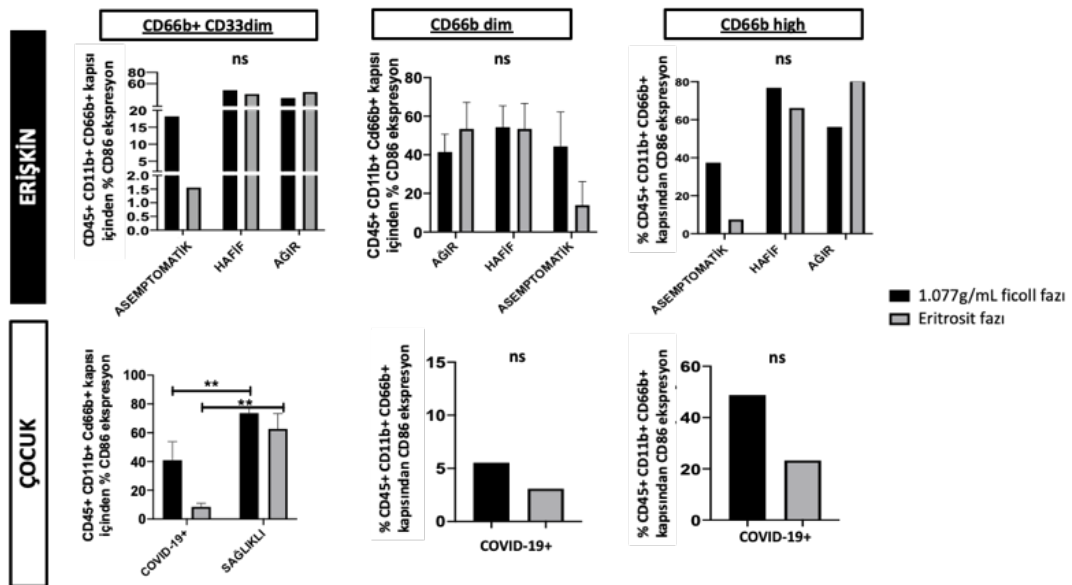 CD66b+ CD33dim
CD66b dim
CD66b high
ERİŞKİN
CD45+ CD11b+ CD66b+ kapısı
içinden % CD86 ekspresyon
ns
80
60
20
15
10
5
2.0
1.5
1.0
0.5
0.0
ASEMPTOMATİK
HAFİF
AĞIR
CD45+ CD11b+ Cd66b+ kapısı
içinden % CD86 ekspresyon
ns
80
60
40
20
0
AĞIR
HAFİF
ASEMPTOMATİK
% CD45+ CD11b+ CD66b+
kapısından CD86 ekspresyon
ns
80
60
40
20
0
ASEMPTOMATİK
HAFİF
AĞIR
1.077g/mL ficoll fazı
Eritrosit fazı
ÇOCUK
CD45+ CD11b+ Cd66b+ kapısı
içinden % CD86 ekspresyon
100
80
60
40
20
0
**
**
COVID-19+
SAĞLIKLI
% CD45+ CD11b+ CD66b+
kapısından CD86 ekspresyon
ns
15
10
5
0
COVID-19+
% CD45+ CD11b+ CD66b+
kapısından CD86 ekspresyon
ns
60
40
20
0
COVID-19+